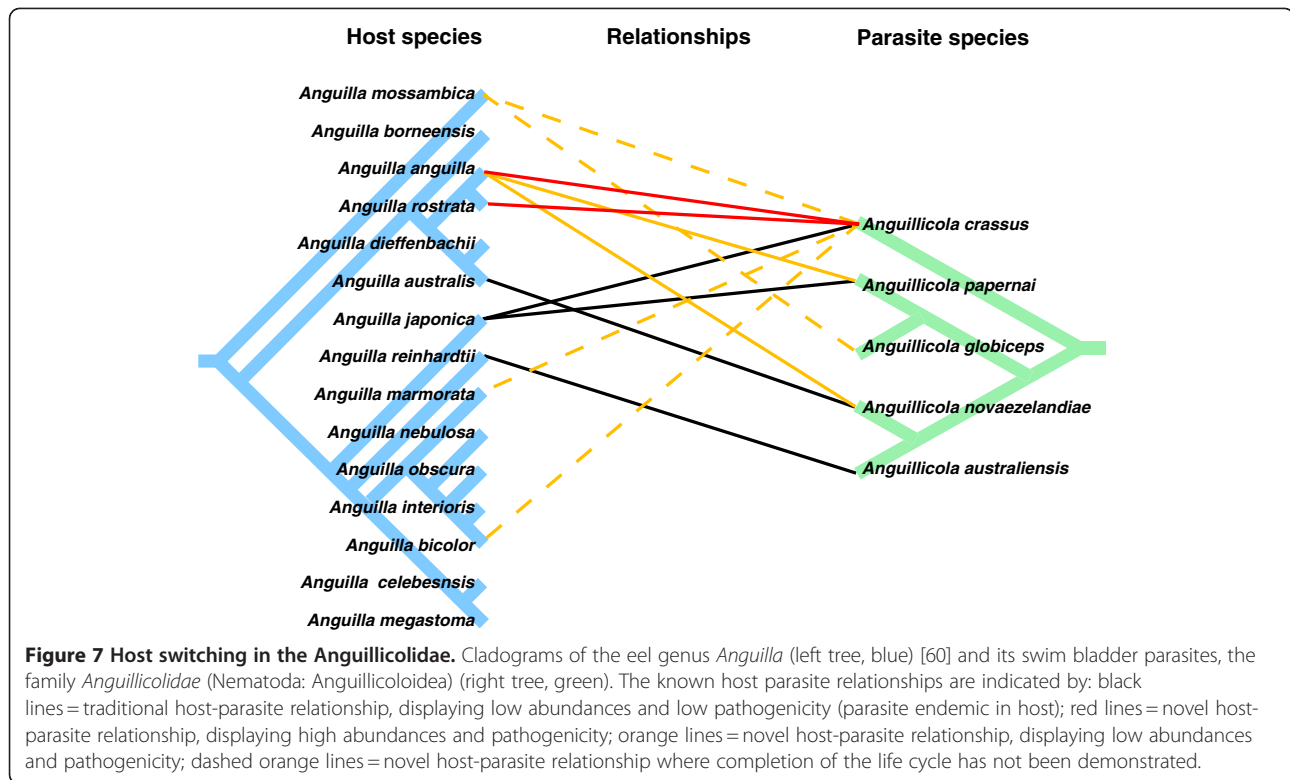 Host species Relationships Parasite species
Anguilla mossambica
Anguilla borneensis
Anguilla anguilla
Anguilla rostrata
Anguilla dieffenbachii
Anguilla australis
Anguilla japonica
Anguilla reinhardtii
Anguilla marmorata
Anguilla nebulosa
Anguilla obscura
Anguilla interioris
Anguilla bicolor
Anguilla celebesnsis
Anguilla megastoma
Anguillicola crassus
Anguillicola papernai
Anguillicola globiceps
Anguillicola novaezelandiae
Anguillicola australiensis
Figure 7 Host switching in the Anguillicolidae. Cladograms of the eel genus Anguilla (left tree, blue) [60] and its swim bladder parasites, the
family Anguillicolidae (Nematoda: Anguillicoloidea) (right tree, green). The known host parasite relationships are indicated by: black
lines = traditional host-parasite relationship, displaying low abundances and low pathogenicity (parasite endemic in host); red lines = novel host-
parasite relationship, displaying high abundances and pathogenicity; orange lines = novel host-parasite relationship, displaying low abundances
and pathogenicity; dashed orange lines = novel host-parasite relationship where completion of the life cycle has not been demonstrated.